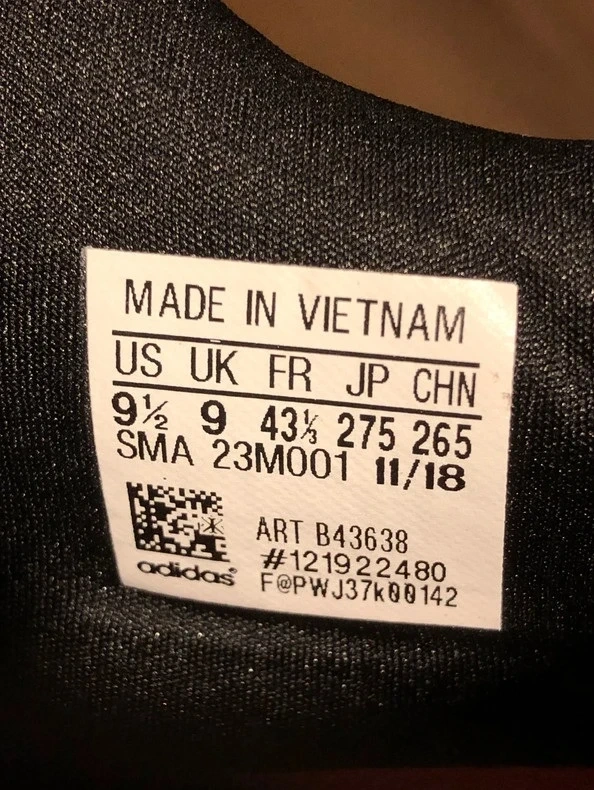 MADE IN VIETNAM
US UK FR JP CHN
9½ 9 43⅓ 275 265
SMA 23M001 11/18
ART B43638
#121922480
F@PWJ37k00142
adidas